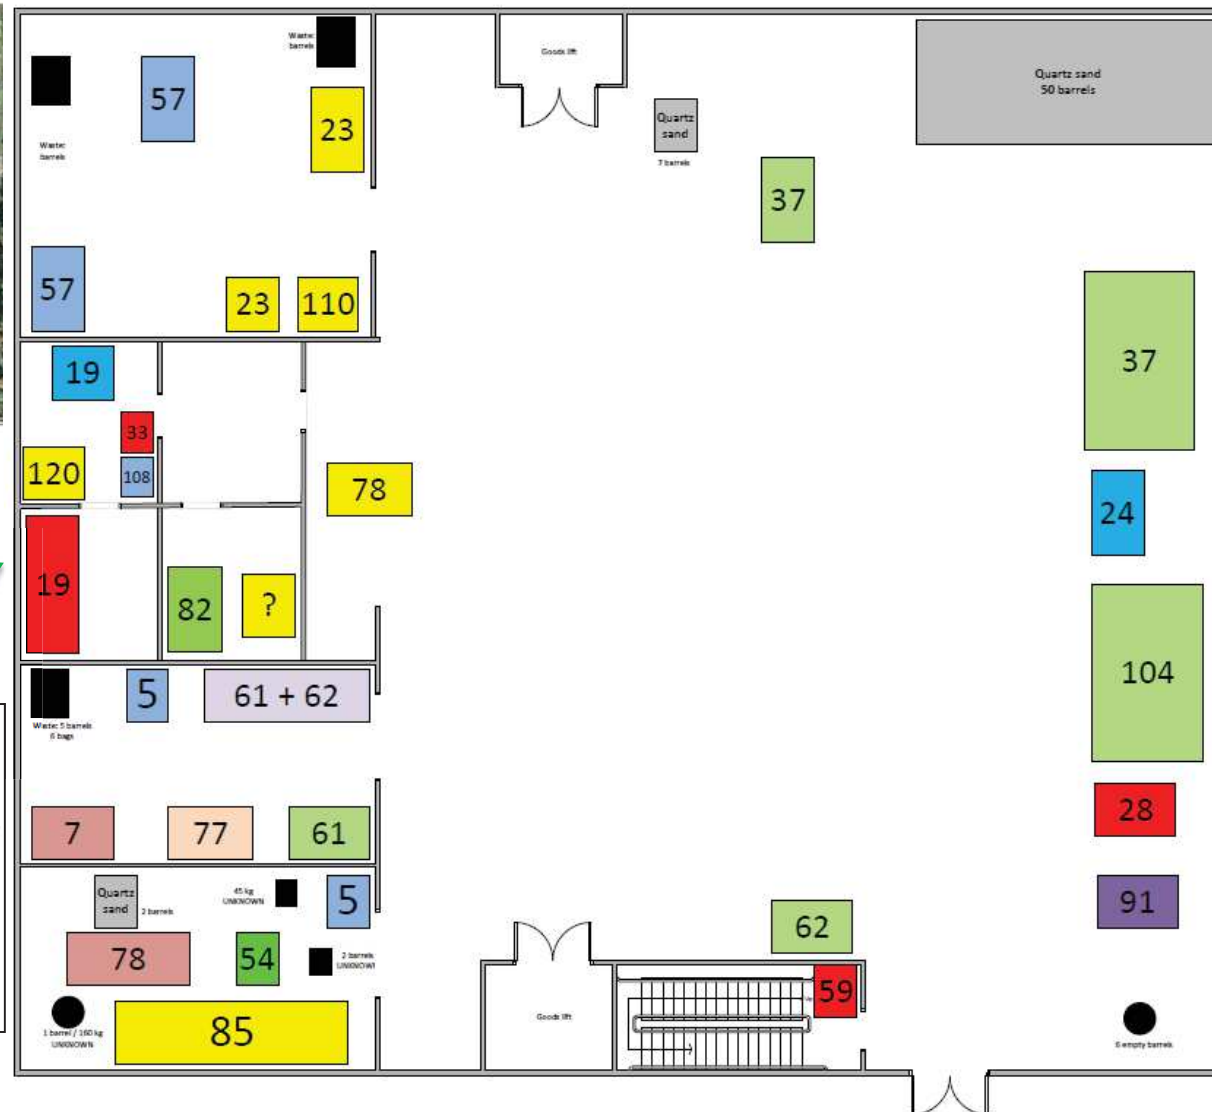 Waste:
barrels
Goods lift
Quartz sand
50 barrels
57
23
Quartz
sand
7 barrels
Waste:
barrels
37
57
23
110
37
19
33
120
108
78
24
19
82
?
104
5
61 + 62
Waste: 5 barrels
6 bags
7
77
61
28
Quartz
sand
2 barrels
45 kg
UNKNOWN
5
91
62
78
54
2 barrels
UNKNOW
59
85
1 barrel / 160 kg
UNKNOWN
Goods lift
6 empty barrels